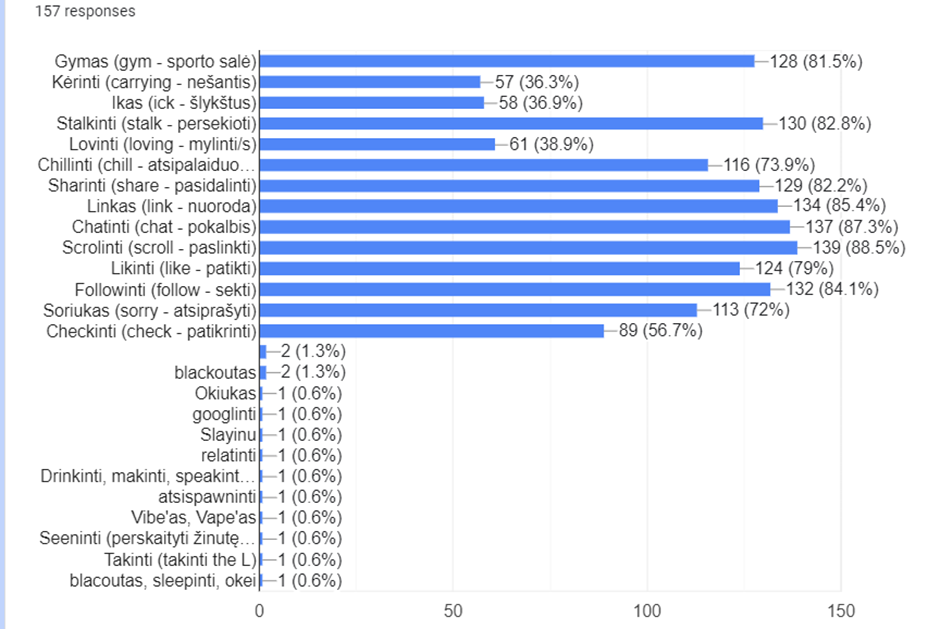 157 responses
Gymas (gym - sporto salė) 128 (81.5%)
Kėrinti (carrying - nešantis) 57 (36.3%)
Ikas (ick - šlykštus) 58 (36.9%)
Stalkinti (stalk - persekioti) 130 (82.8%)
Lovinti (loving - mylinti/s) 61 (38.9%)
Chillinti (chill - atsipalaiduo… 116 (73.9%)
Sharinti (share - pasidalinti) 129 (82.2%)
Linkas (link - nuoroda) 134 (85.4%)
Chatinti (chat - pokalbis) 137 (87.3%)
Scrolinti (scroll - paslinkti) 139 (88.5%)
Likinti (like - patikti) 124 (79%)
Followinti (follow - sekti) 132 (84.1%)
Soriukas (sorry - atsiprašyti) 113 (72%)
Checkinti (check - patikrinti) 89 (56.7%)
2 (1.3%)
blackoutas 2 (1.3%)
Okiukas 1 (0.6%)
googlinti 1 (0.6%)
Slayinu 1 (0.6%)
relatinti 1 (0.6%)
Drinkinti, makinti, speakint… 1 (0.6%)
atsispawninti 1 (0.6%)
Vibe'as, Vape'as 1 (0.6%)
Seeninti (perskaityti žinutę… 1 (0.6%)
Takinti (takinti the L) 1 (0.6%)
blacoutas, sleepinti, okei 1 (0.6%)
0 50 100 150